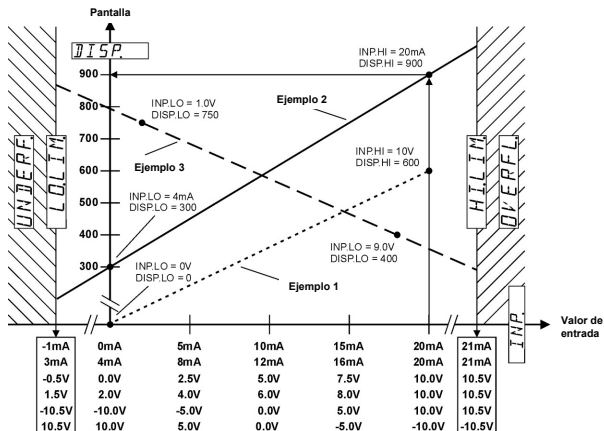 Pantalla
DISP.
900
800
700
600
500
400
300
INP.HI = 20mA
DISP.HI = 900
INP.LO = 1.0V
DISP.LO = 750
Ejemplo 2
Ejemplo 3
INP.HI = 10V
DISP.HI = 600
INP.LO = 4mA
DISP.LO = 300
INP.LO = 9.0V
DISP.LO = 400
INP.LO = 0V
DISP.LO = 0
Ejemplo 1
UNDERF.
LO.LIM.
HI.LIM.
OVERFL.
INP.
Valor de
entrada
-1mA 0mA 5mA 10mA 15mA 20mA 21mA
3mA 4mA 8mA 12mA 16mA 20mA 21mA
-0.5V 0.0V 2.5V 5.0V 7.5V 10.0V 10.5V
1.5V 2.0V 4.0V 6.0V 8.0V 10.0V 10.5V
-10.5V -10.0V -5.0V 0.0V 5.0V 10.0V 10.5V
10.5V 10.0V 5.0V 0.0V -5.0V -10.0V -10.5V